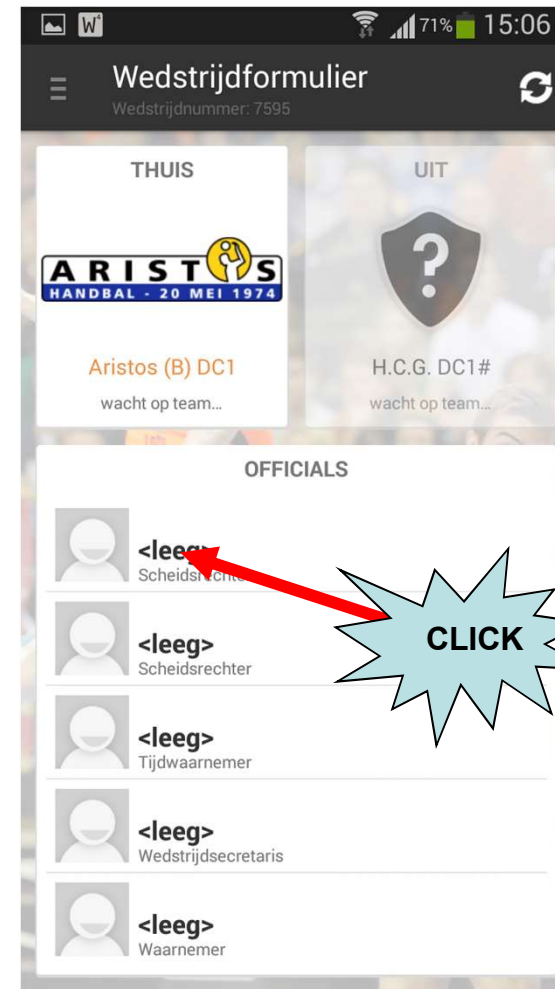 W
71% 15:06
Wedstrijdformulier
Wedstrijdnummer: 7595
THUIS
UIT
ARISTOS
HANDBAL - 20 MEI 1974
?
Aristos (B) DC1
H.C.G. DC1#
wacht op team...
wacht op team...
OFFICIALS
<leeg>
Scheidsrechter
CLICK
<leeg>
Scheidsrechter
<leeg>
Tijdwaarnemer
<leeg>
Wedstrijdsecretaris
<leeg>
Waarnemer